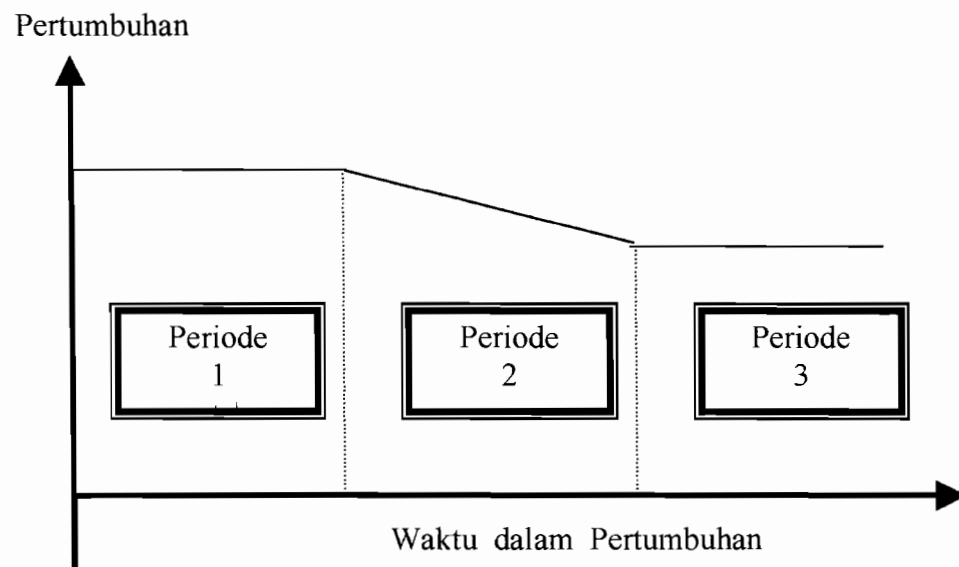 Pertumbuhan
Periode
1
Periode
2
Periode
3
Waktu dalam Pertumbuhan